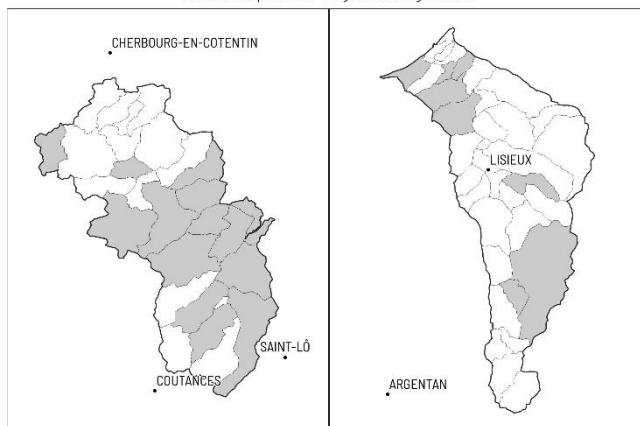 CHERBOURG-EN-COTENTIN
SAINT-LÔ
COUTANCES
LISIEUX
ARGENTAN